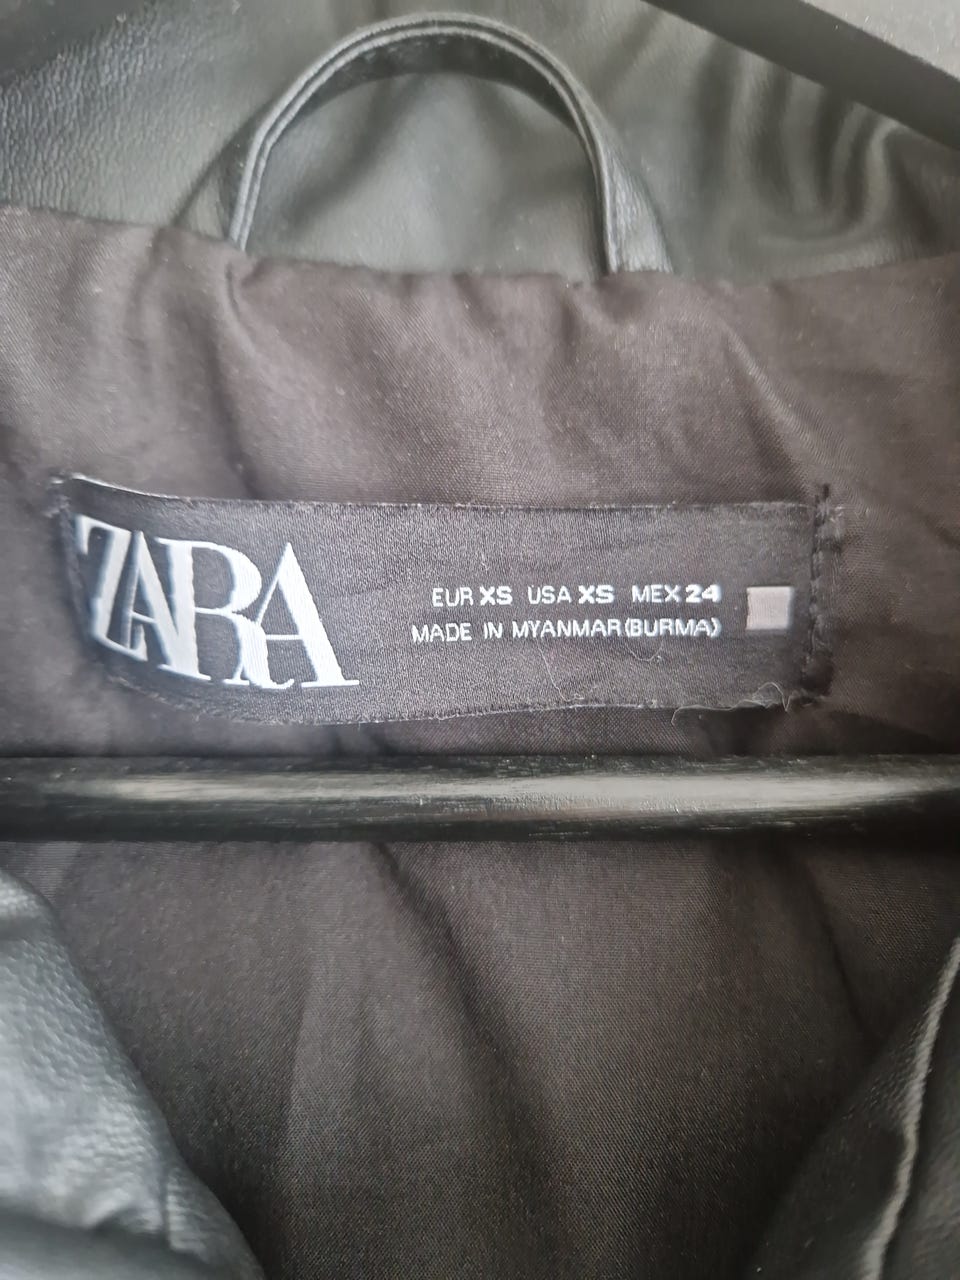 ZARA
EUR XS USA XS MEX 24
MADE IN MYANMAR (BURMA)